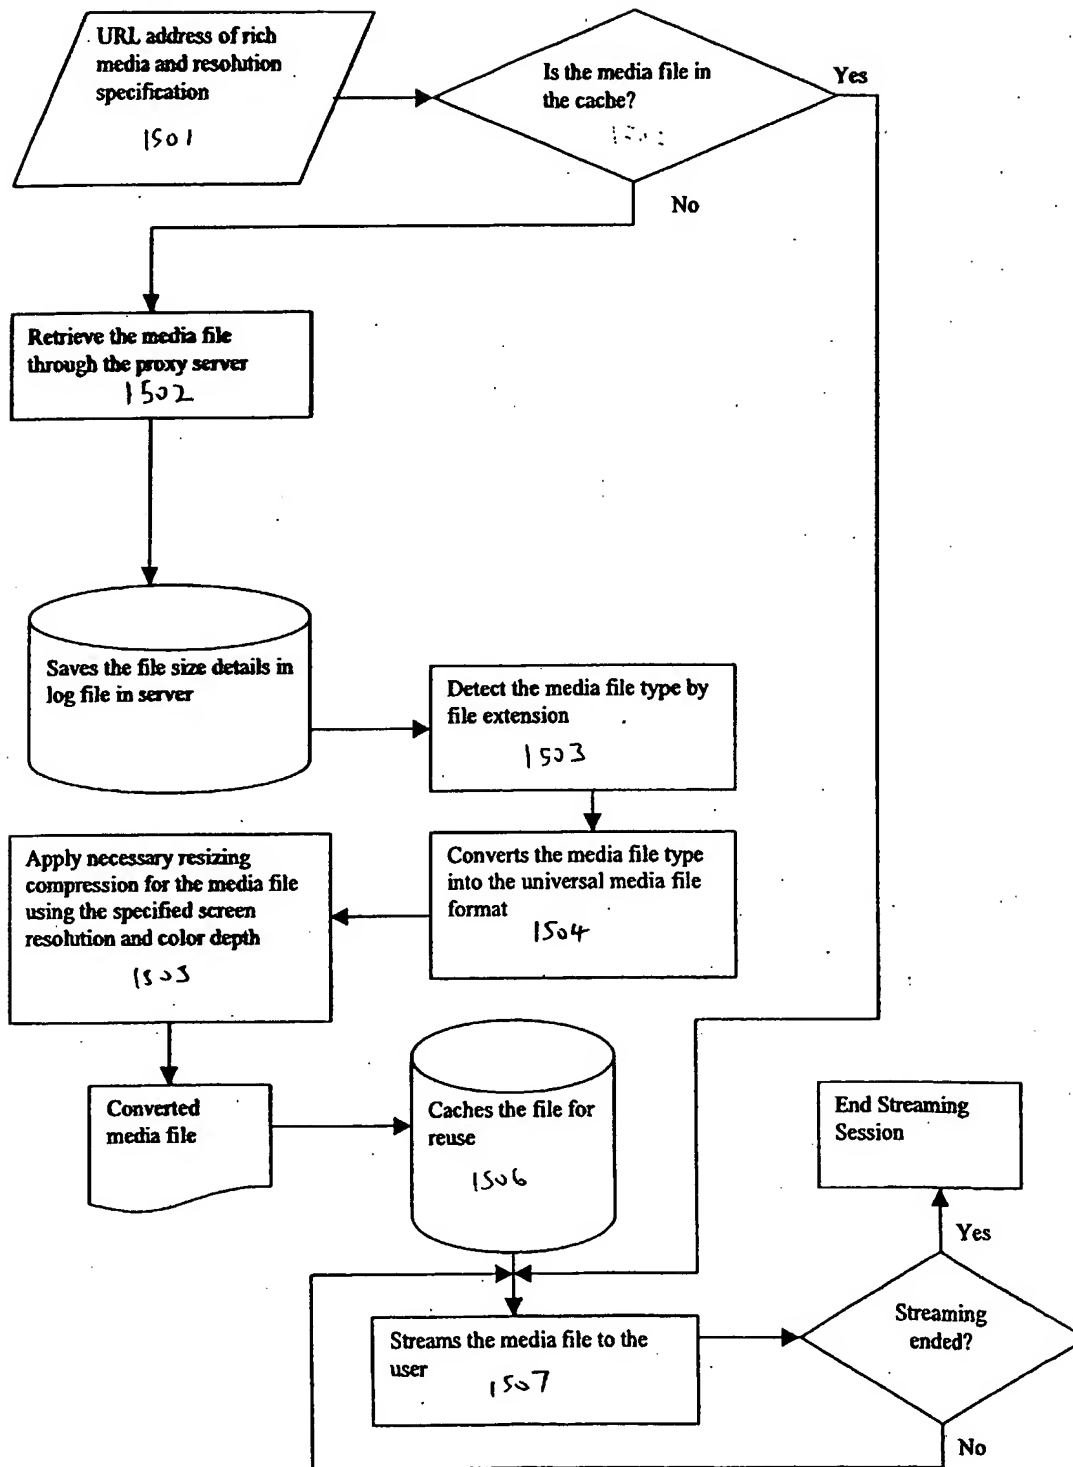 URL address of rich
media and resolution
specification
1501
Is the media file in
the cache?
Yes
No
Retrieve the media file
through the proxy server
1502
Saves the file size details in
log file in server
Detect the media file type by
file extension
1503
Converts the media file type
into the universal media file
format
1504
Apply necessary resizing
compression for the media file
using the specified screen
resolution and color depth
1505
Converted
media file
Caches the file for
reuse
1506
End Streaming
Session
Yes
Streaming
ended?
No
Streams the media file to the
user
1507